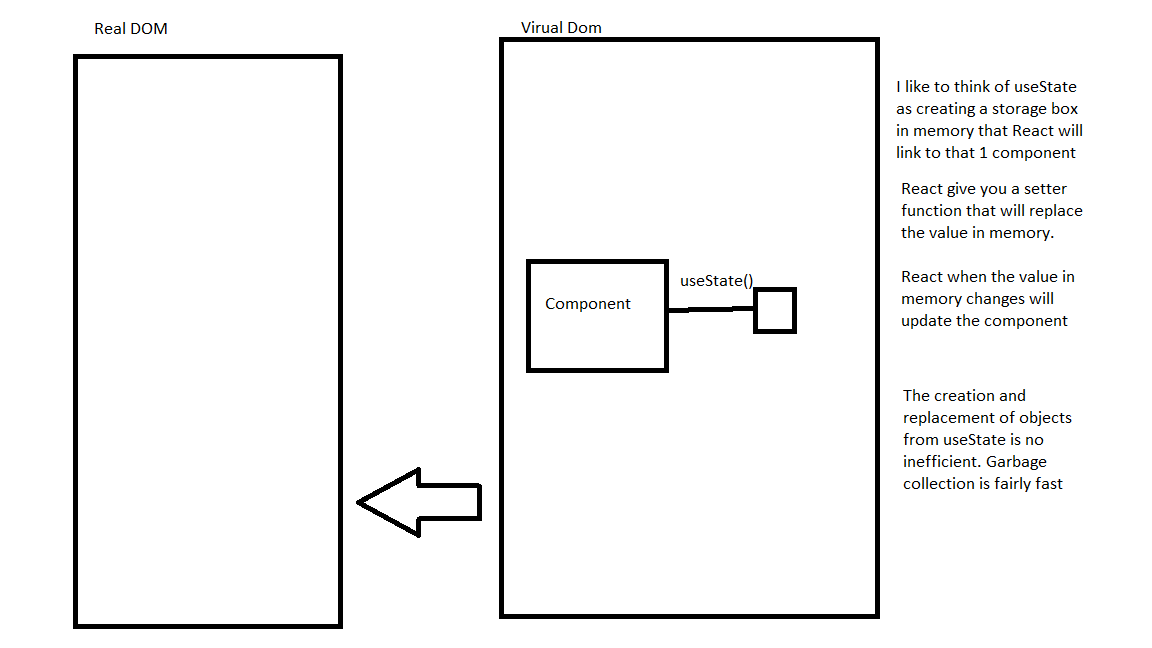 Real DOM
Virual Dom
I like to think of useState
as creating a storage box
in memory that React will
link to that 1 component
React give you a setter
function that will replace
the value in memory.
React when the value in
memory changes will
update the component
Component
useState()
The creation and
replacement of objects
from useState is no
inefficient. Garbage
collection is fairly fast